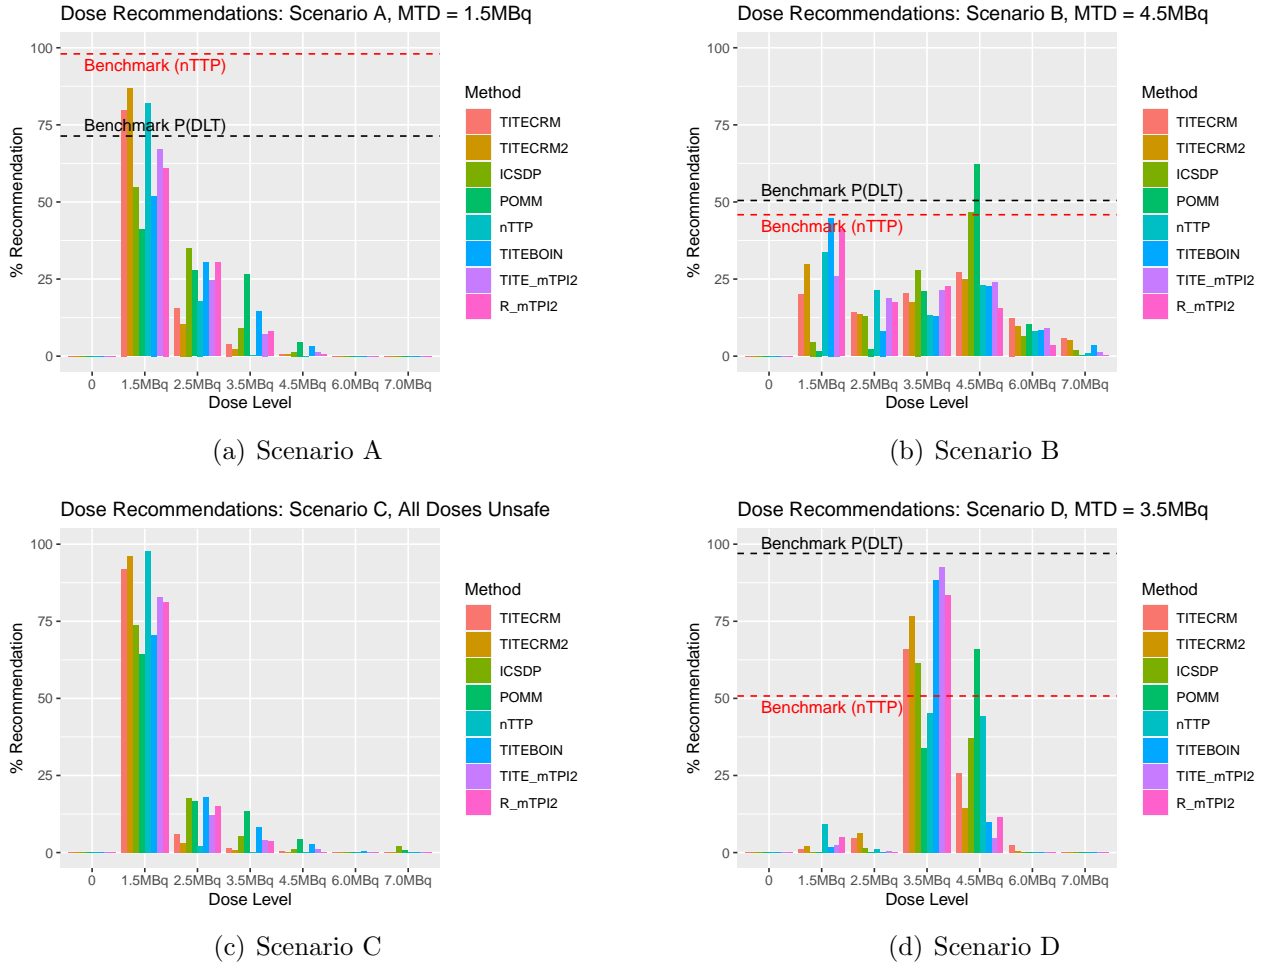 Dose Recommendations: Scenario A, MTD = 1.5MBq
100
75
50
25
0
% Recommendation
Benchmark (nTTP)
Benchmark P(DLT)
0 1.5MBq 2.5MBq 3.5MBq 4.5MBq 6.0MBq 7.0MBq
Dose Level
Method
TITECRM
TITECRM2
ICSDP
POMM
nTTP
TITEBOIN
TITE_mTPI2
R_mTPI2
(a) Scenario A
Dose Recommendations: Scenario B, MTD = 4.5MBq
100
75
50
25
0
% Recommendation
Benchmark P(DLT)
Benchmark (nTTP)
0 1.5MBq 2.5MBq 3.5MBq 4.5MBq 6.0MBq 7.0MBq
Dose Level
Method
TITECRM
TITECRM2
ICSDP
POMM
nTTP
TITEBOIN
TITE_mTPI2
R_mTPI2
(b) Scenario B
Dose Recommendations: Scenario C, All Doses Unsafe
100
75
50
25
0
% Recommendation
0 1.5MBq 2.5MBq 3.5MBq 4.5MBq 6.0MBq 7.0MBq
Dose Level
Method
TITECRM
TITECRM2
ICSDP
POMM
nTTP
TITEBOIN
TITE_mTPI2
R_mTPI2
(c) Scenario C
Dose Recommendations: Scenario D, MTD = 3.5MBq
100
75
50
25
0
% Recommendation
Benchmark P(DLT)
Benchmark (nTTP)
0 1.5MBq 2.5MBq 3.5MBq 4.5MBq 6.0MBq 7.0MBq
Dose Level
Method
TITECRM
TITECRM2
ICSDP
POMM
nTTP
TITEBOIN
TITE_mTPI2
R_mTPI2
(d) Scenario D